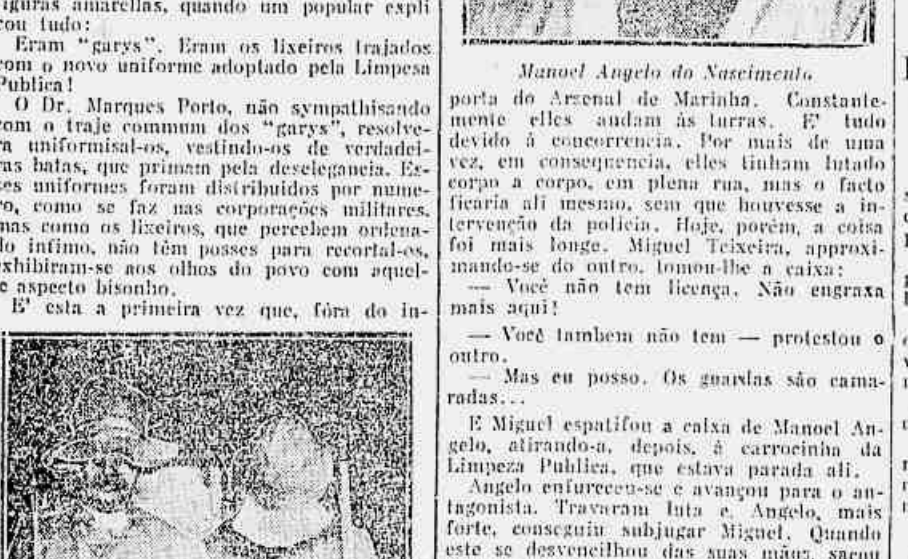 figuras amarellas, quando um popular expli
cou tudo:
Eram "garys". Eram os lixeiros trajados
com o novo uniforme adoptado pela Limpesa
Publica!
O Dr. Marques Porto, não sympathisando
com o traje commum dos "garys", resolve-
ra uniformisal-os, vestindo-os de verdadei-
ras batas, que primam pela deselegancia. Es-
ses uniformes foram distribuidos por nume-
ro, como se faz nas corporações militares,
mas como os lixeiros, que percebem ordena-
do infimo, não têm posses para recortal-os,
exhibiram-se aos olhos do povo com aquel-
le aspecto bisonho.
E' esta a primeira vez que, fóra do in-
Manoel Angelo do Nascimento
porta do Arsenal de Marinha. Constante-
mente elles andam ás turras. E' tudo
devido á concorrencia. Por mais de uma
vez, em consequencia, elles tinham lutado
corpo a corpo, em plena rua, mas o facto
ficaria ali mesmo, sem que houvesse a in-
tervenção da policia. Hoje, porém, a coisa
foi mais longe. Miguel Teixeira, approxi-
mando-se do outro, tomou-lhe a caixa:
— Você não tem licença. Não engraxa
mais aqui!
— Você tambem não tem — protestou o
outro.
— Mas eu posso. Os guardas são cama-
radas...
E Miguel espatifou a caixa de Manoel An-
gelo, atirando-a, depois, á carrocinha da
Limpeza Publica, que estava parada ali.
Angelo enfureceu-se e avançou para o an-
tagonista. Travaram luta e, Angelo, mais
forte, conseguiu subjugar Miguel. Quando
este se desvencilhou das suas mãos, sacou